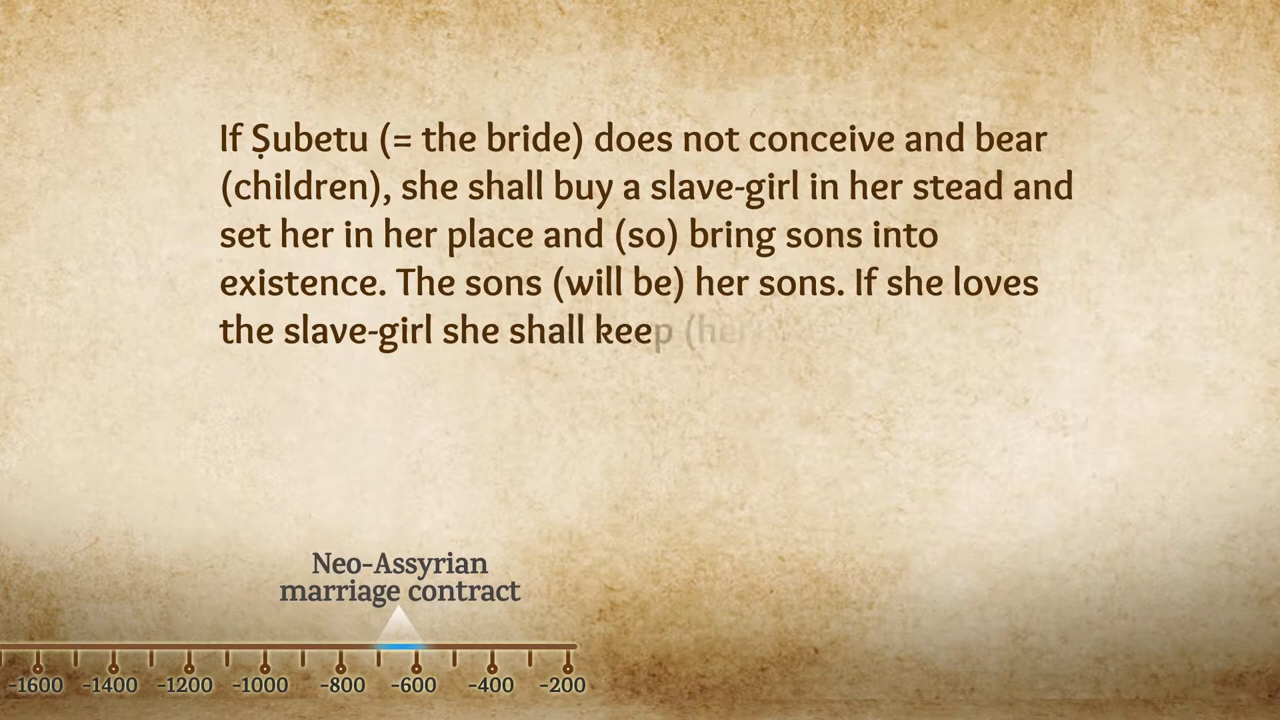 If Ṣubetu (= the bride) does not conceive and bear
(children), she shall buy a slave-girl in her stead and
set her in her place and (so) bring sons into
existence. The sons (will be) her sons. If she loves
the slave-girl she shall keep (her
Neo-Assyrian
marriage contract
-1600 -1400 -1200 -1000 -800 -600 -400 -200